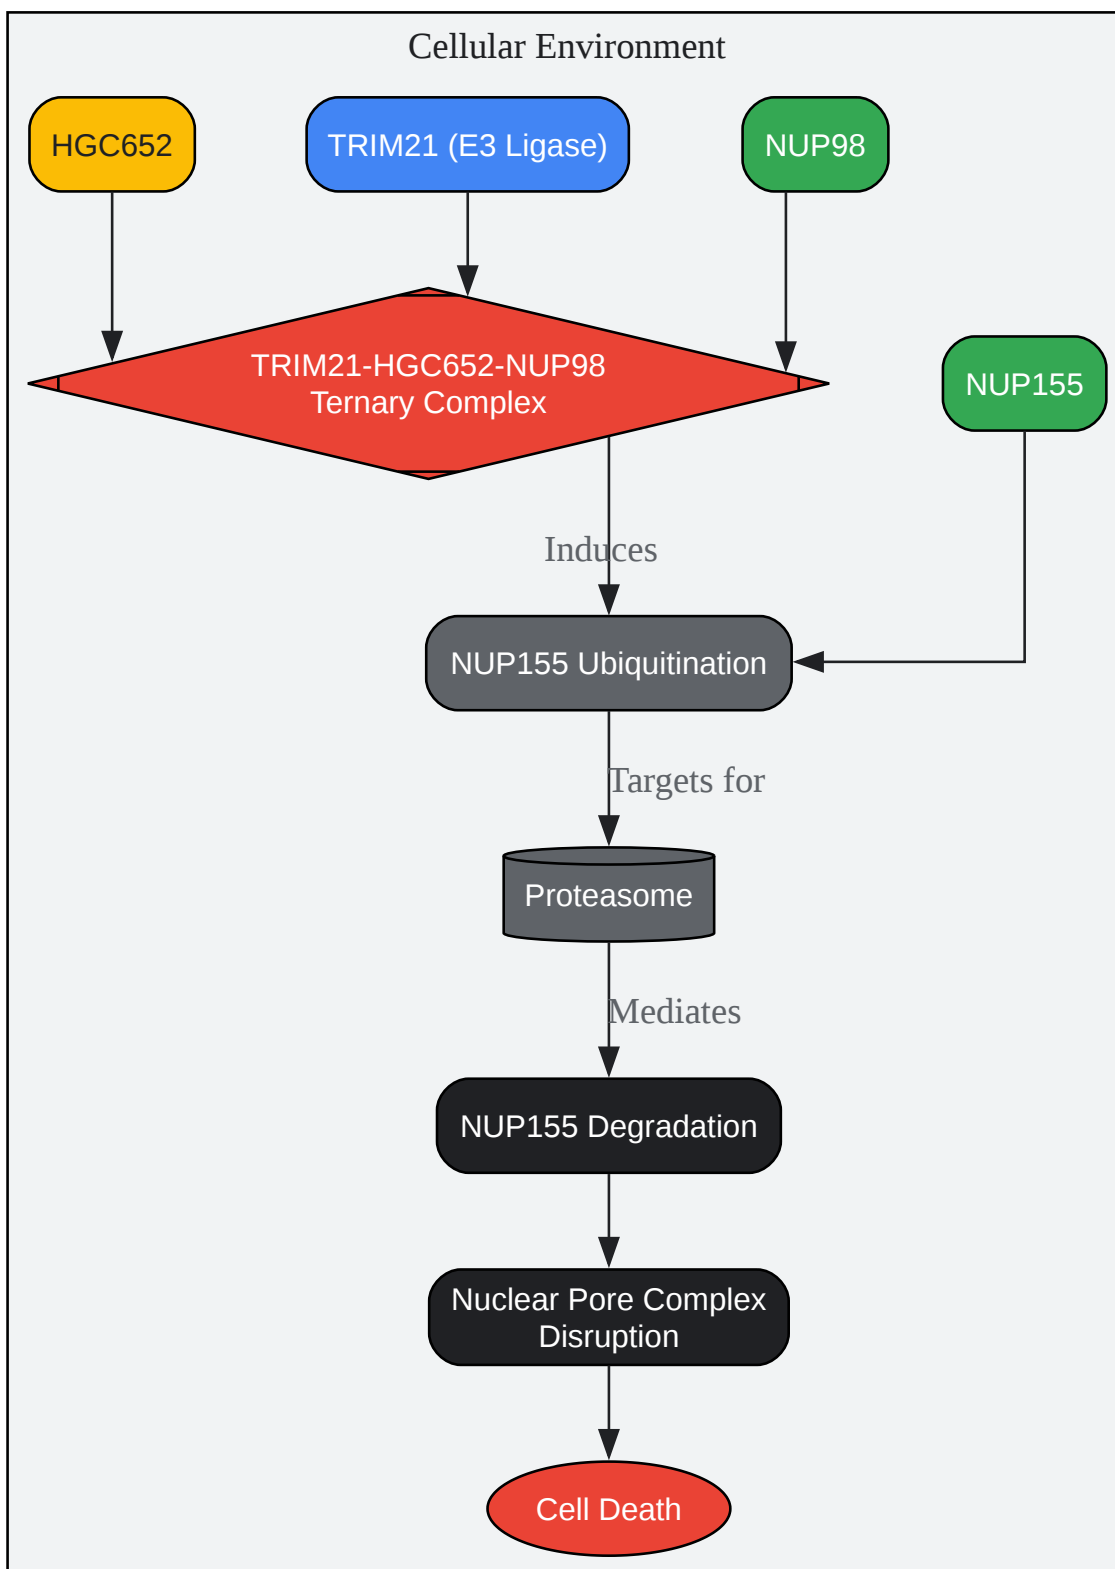 Cellular Environment
HGC652
TRIM21 (E3 Ligase)
NUP98
TRIM21-HGC652-NUP98
Ternary Complex
NUP155
Induces
NUP155 Ubiquitination
Targets for
Proteasome
Mediates
NUP155 Degradation
Nuclear Pore Complex
Disruption
Cell Death